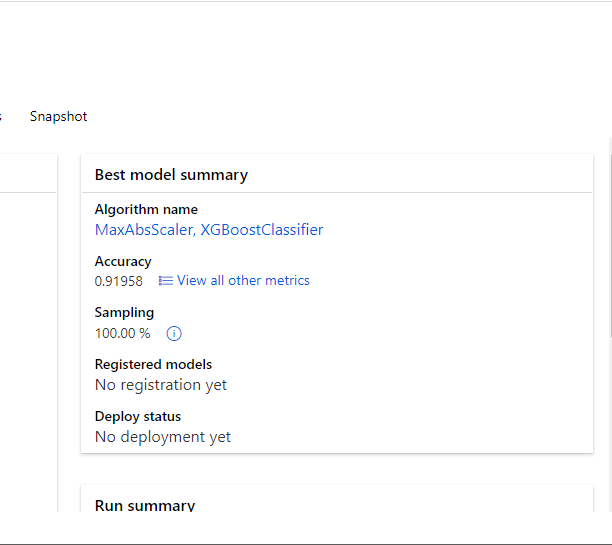 Snapshot
Best model summary
Algorithm name
MaxAbsScaler, XGBoostClassifier
Accuracy
0.91958 View all other metrics
Sampling
100.00 %
Registered models
No registration yet
Deploy status
No deployment yet
Run summary